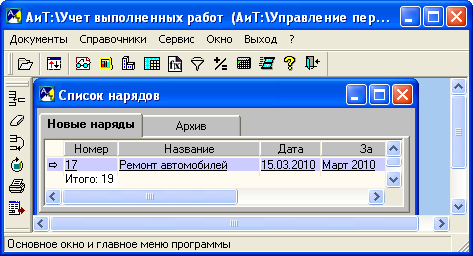 АиТ:\Учет выполненных работ (АиТ:\Управление пер...
Документы Справочники Сервис Окно Выход ?
Список нарядов
Новые наряды Архив
Номер Название Дата За
17 Ремонт автомобилей 15.03.2010 Март 2010
Итого: 19
Основное окно и главное меню программы